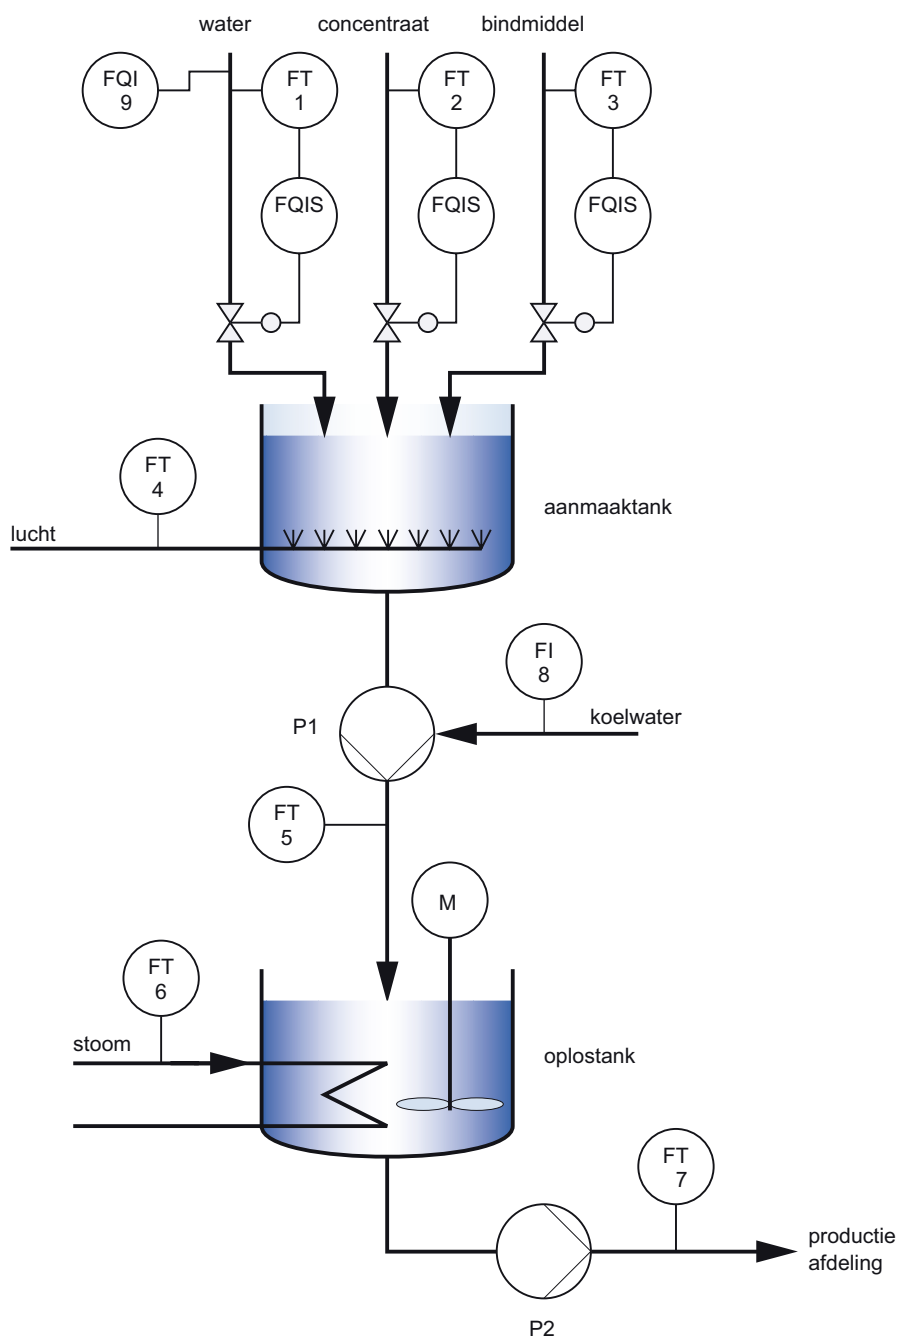 water
concentraat
bindmiddel
FQI
9
FT
1
FT
2
FT
3
FQIS
FQIS
FQIS
FT
4
lucht
aanmaaktank
FI
8
koelwater
P1
FT
5
M
FT
6
stoom
oplostank
FT
7
productie
afdeling
P2